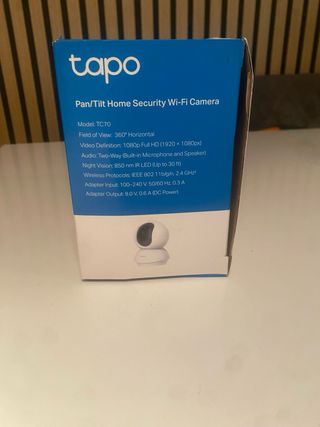 tapo
Pan/Tilt Home Security Wi-Fi Camera
Model: TC70
Field of View: 360° Horizontal
Video Definition: 1080p Full HD (1920 × 1080px)
Audio: Two-Way (Built-in Microphone and Speaker)
Night Vision: 850 nm IR LED (Up to 30 ft)
Wireless Protocols: IEEE 802.11b/g/n, 2.4 GHz
Adapter Input: 100–240 V, 50/60 Hz, 0.3 A
Adapter Output: 9.0 V, 0.6 A (DC Power)